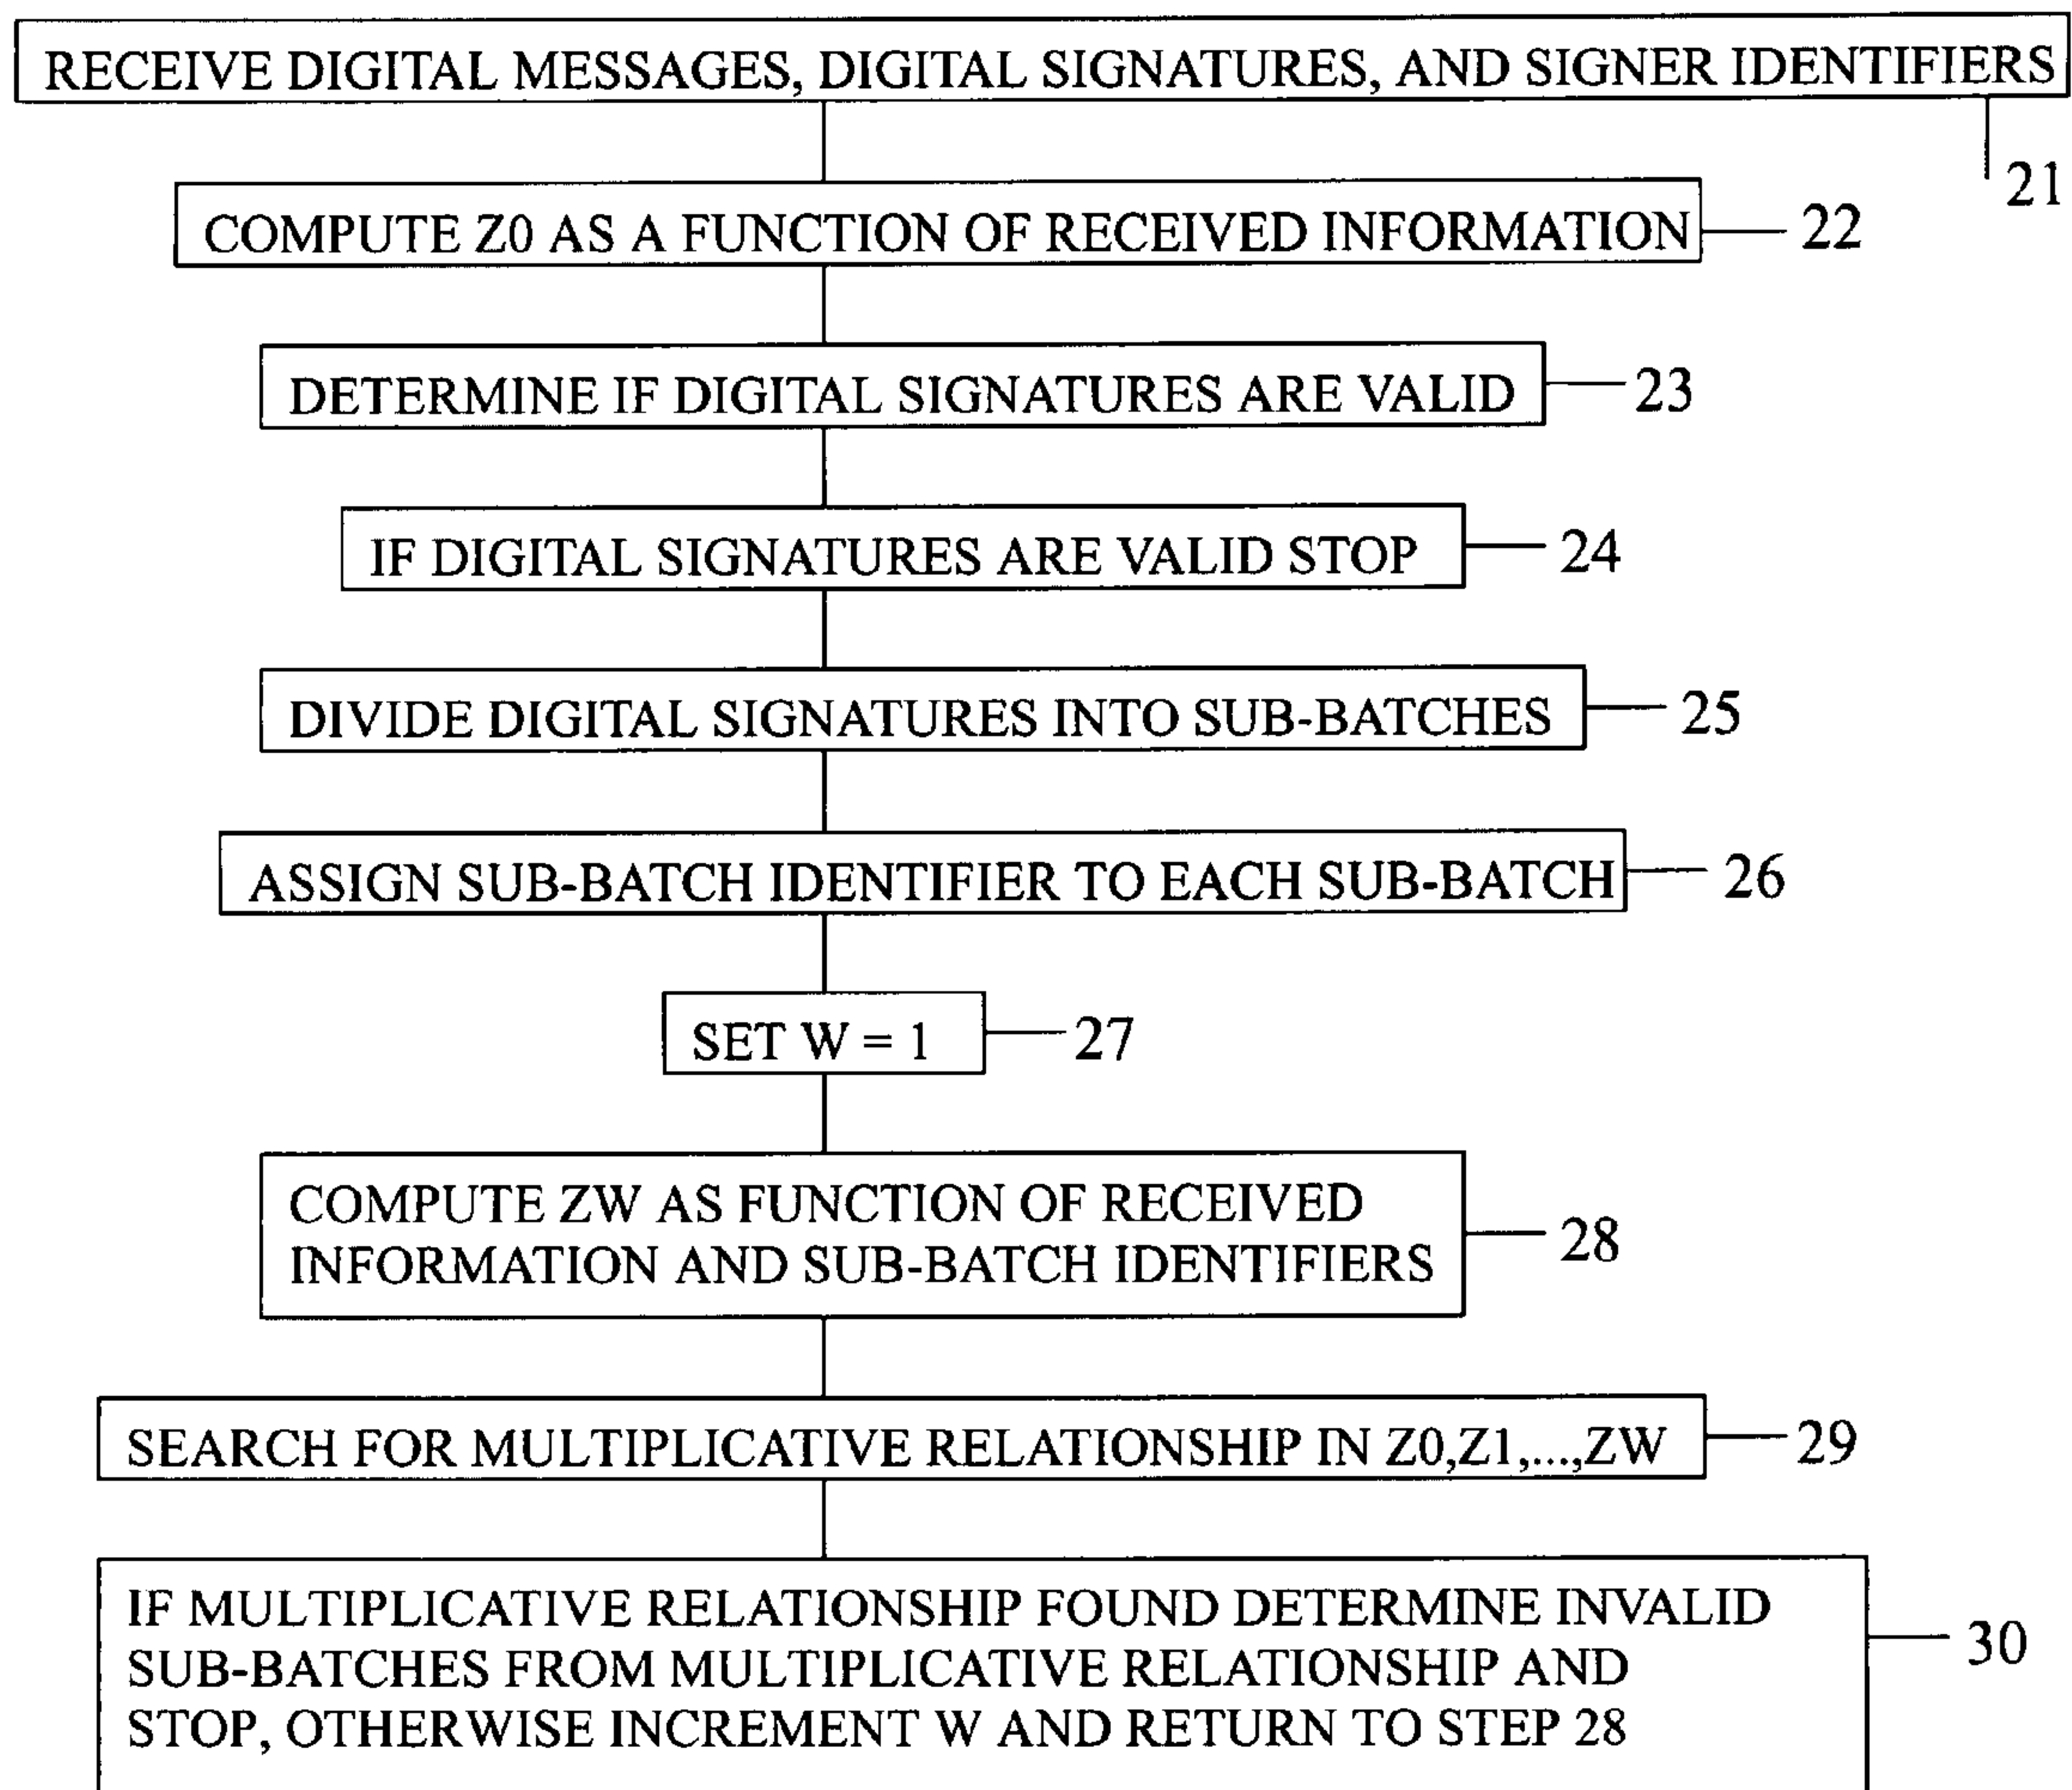 RECEIVE DIGITAL MESSAGES, DIGITAL SIGNATURES, AND SIGNER IDENTIFIERS
21
COMPUTE Z0 AS A FUNCTION OF RECEIVED INFORMATION
22
DETERMINE IF DIGITAL SIGNATURES ARE VALID
23
IF DIGITAL SIGNATURES ARE VALID STOP
24
DIVIDE DIGITAL SIGNATURES INTO SUB-BATCHES
25
ASSIGN SUB-BATCH IDENTIFIER TO EACH SUB-BATCH
26
SET W = 1
27
COMPUTE ZW AS FUNCTION OF RECEIVED
INFORMATION AND SUB-BATCH IDENTIFIERS
28
SEARCH FOR MULTIPLICATIVE RELATIONSHIP IN Z0,Z1,...,ZW
29
IF MULTIPLICATIVE RELATIONSHIP FOUND DETERMINE INVALID
SUB-BATCHES FROM MULTIPLICATIVE RELATIONSHIP AND
STOP, OTHERWISE INCREMENT W AND RETURN TO STEP 28
30